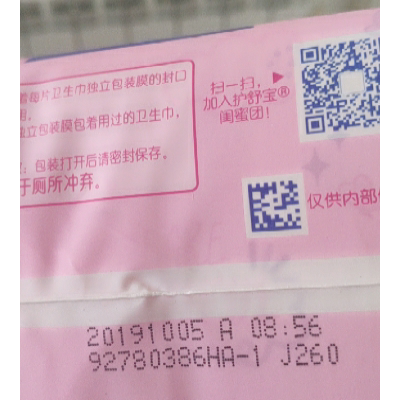 着每片卫生巾独立包装膜的封口
用。
独立包装膜包着用过的卫生巾，
包装打开后请密封保存。
于厕所冲弃。
扫一扫，
加入护舒宝®
闺蜜团！
仅供内部
20191005 A 08:56
92780386HA-1 J260